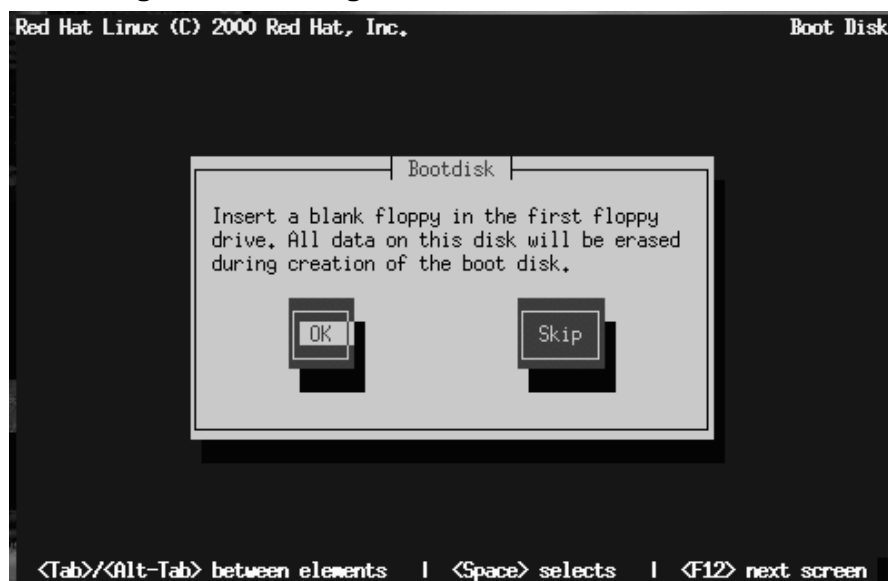 Red Hat Linux (C) 2000 Red Hat, Inc. Boot Disk
Bootdisk
Insert a blank floppy in the first floppy
drive. All data on this disk will be erased
during creation of the boot disk.
OK Skip
<Tab>/<Alt-Tab> between elements | <Space> selects | <F12> next screen